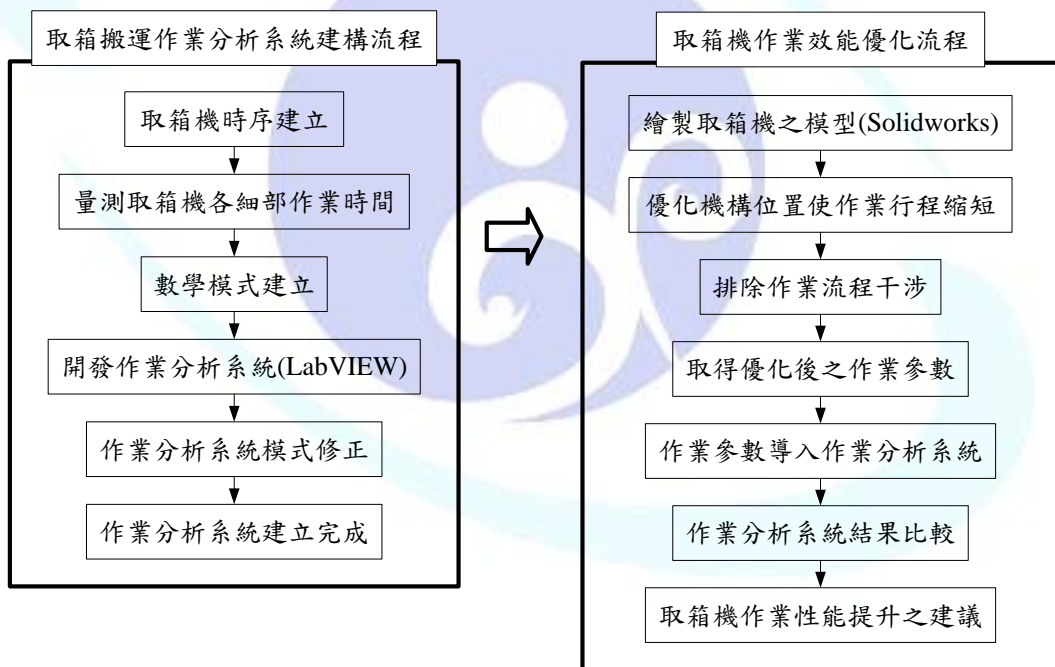 取箱搬運作業分析系統建構流程
取箱機時序建立
量測取箱機各細部作業時間
數學模式建立
開發作業分析系統(LabVIEW)
作業分析系統模式修正
作業分析系統建立完成
取箱機作業效能優化流程
繪製取箱機之模型(Solidworks)
優化機構位置使作業行程縮短
排除作業流程干涉
取得優化後之作業參數
作業參數導入作業分析系統
作業分析系統結果比較
取箱機作業性能提升之建議